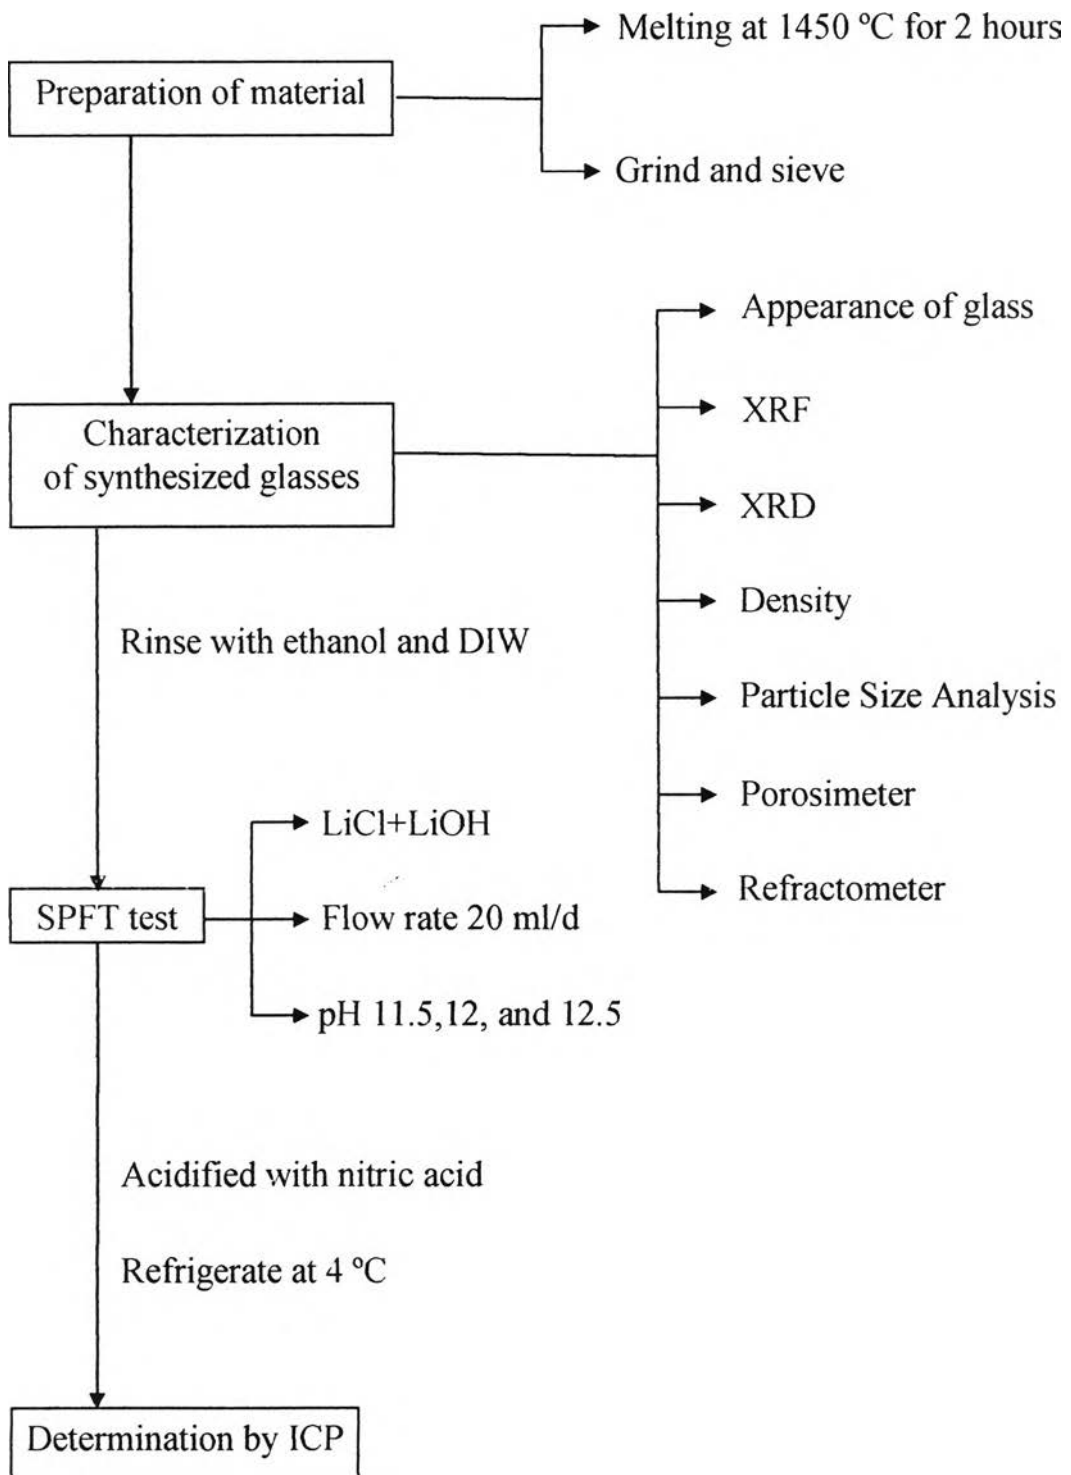 Melting at 1450 ºC for 2 hours
Preparation of material
Grind and sieve
Appearance of glass
XRF
Characterization
of synthesized glasses
XRD
Density
Rinse with ethanol and DIW
Particle Size Analysis
Porosimeter
LiCl+LiOH
Refractometer
SPFT test
Flow rate 20 ml/d
pH 11.5,12, and 12.5
Acidified with nitric acid
Refrigerate at 4 ºC
Determination by ICP